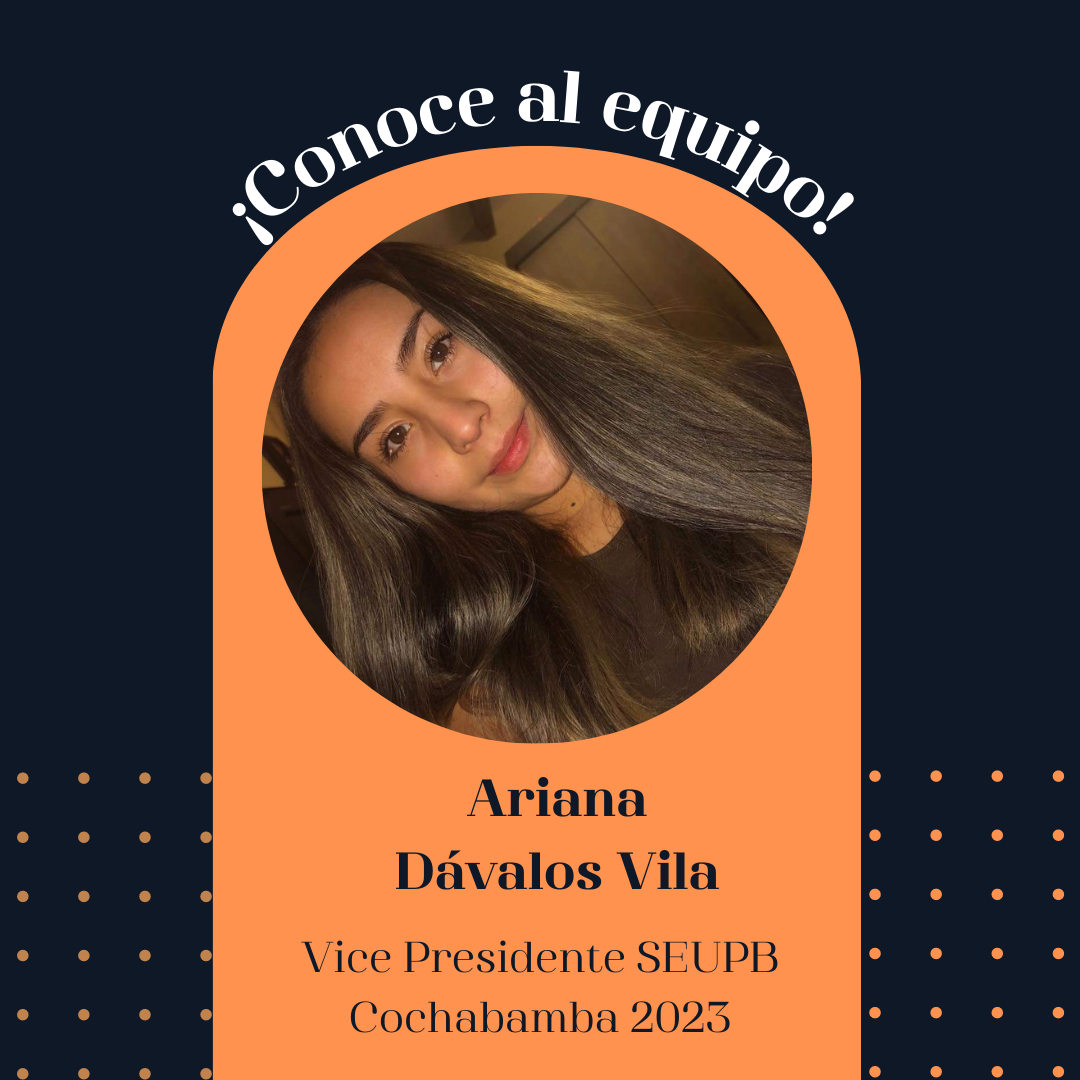 ¡Conoce al equipo!
Ariana
Dávalos Vila
Vice Presidente SEUPB
Cochabamba 2023